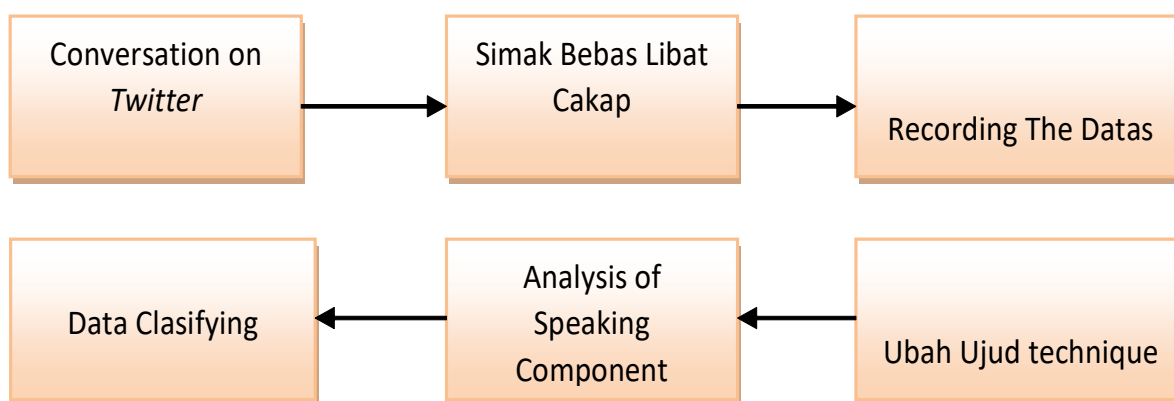 Conversation on
Twitter
Simak Bebas Libat
Cakap
Recording The Datas
Data Clasifying
Analysis of
Speaking
Component
Ubah Ujud technique